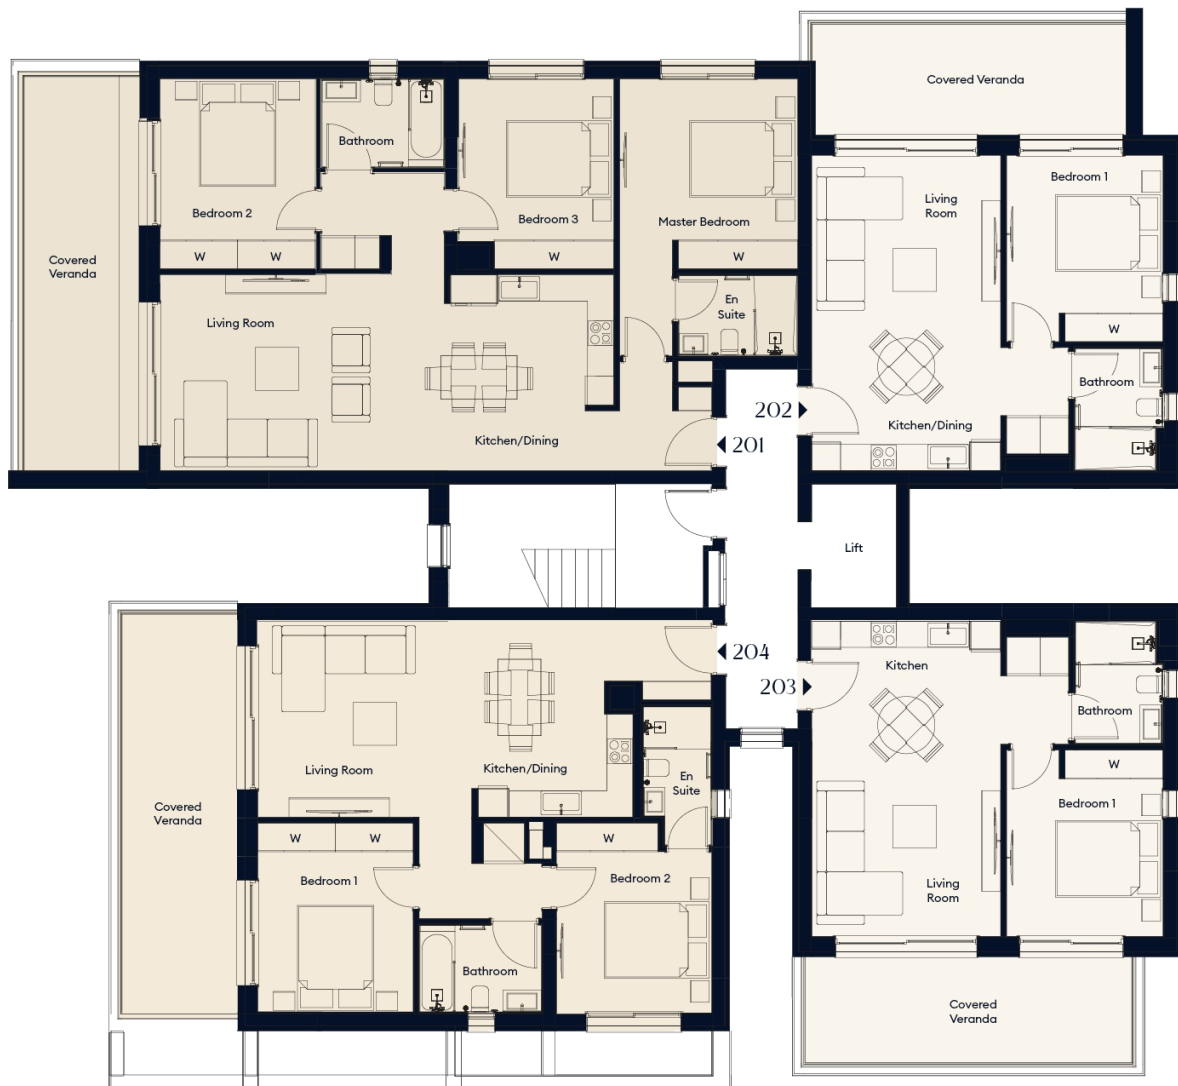 Covered Veranda
Bathroom
Bedroom 2
Bedroom 3
Master Bedroom
Living
Room
Bedroom 1
Covered
Veranda
W
W
W
W
En
Suite
Living Room
W
Bathroom
202
Kitchen/Dining
Kitchen/Dining
201
Lift
204
Kitchen
203
Bathroom
Living Room
Kitchen/Dining
En
Suite
W
Covered
Veranda
Bedroom 1
W
W
W
Bedroom 1
Bedroom 2
Living
Room
Bathroom
Covered
Veranda